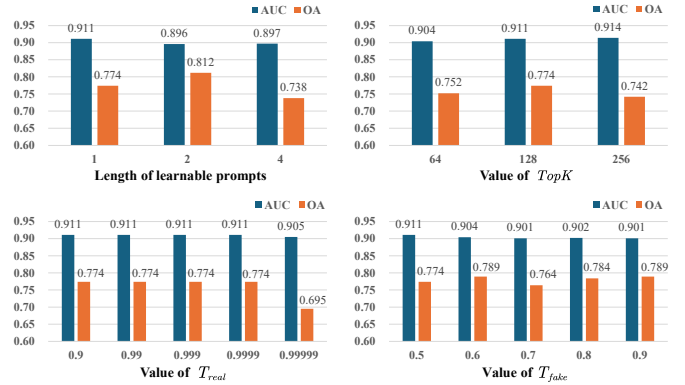 AUC OA
0.95
0.90
0.85
0.80
0.75
0.70
0.65
0.60
0.911 0.896 0.897
0.774 0.812 0.738
1 2 4
Length of learnable prompts
AUC OA
0.95
0.90
0.85
0.80
0.75
0.70
0.65
0.60
0.904 0.911 0.914
0.752 0.774 0.742
64 128 256
Value of TopK
AUC OA
0.95
0.90
0.85
0.80
0.75
0.70
0.65
0.60
0.911 0.911 0.911 0.911 0.905
0.774 0.774 0.774 0.774 0.695
0.9 0.99 0.999 0.9999 0.99999
Value of T_real
AUC OA
0.95
0.90
0.85
0.80
0.75
0.70
0.65
0.60
0.911 0.904 0.901 0.902 0.901
0.774 0.789 0.764 0.784 0.789
0.5 0.6 0.7 0.8 0.9
Value of T_fake